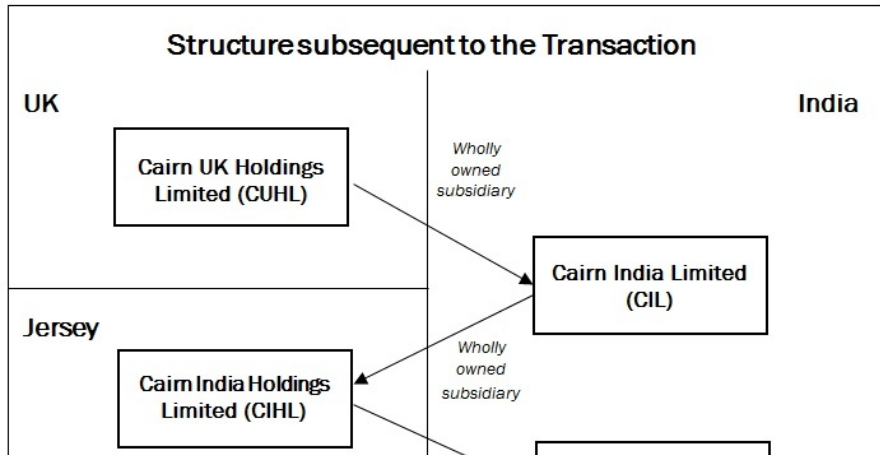 Structure subsequent to the Transaction
UK
India
Cairn UK Holdings
Limited (CUHL)
Wholly
owned
subsidiary
Cairn India Limited
(CIL)
Jersey
Wholly
owned
subsidiary
Cairn India Holdings
Limited (CIHL)